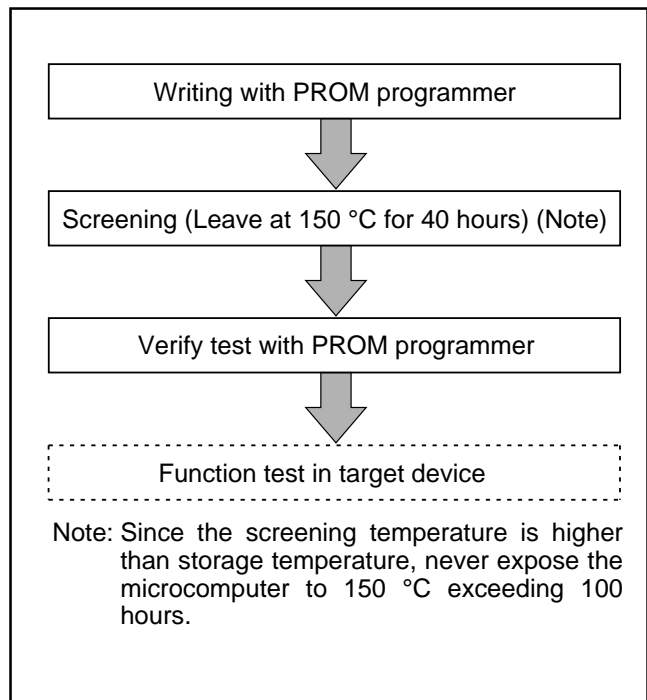 Writing with PROM programmer
Screening (Leave at 150 °C for 40 hours) (Note)
Verify test with PROM programmer
Function test in target device
Note: Since the screening temperature is higher
than storage temperature, never expose the
microcomputer to 150 °C exceeding 100
hours.